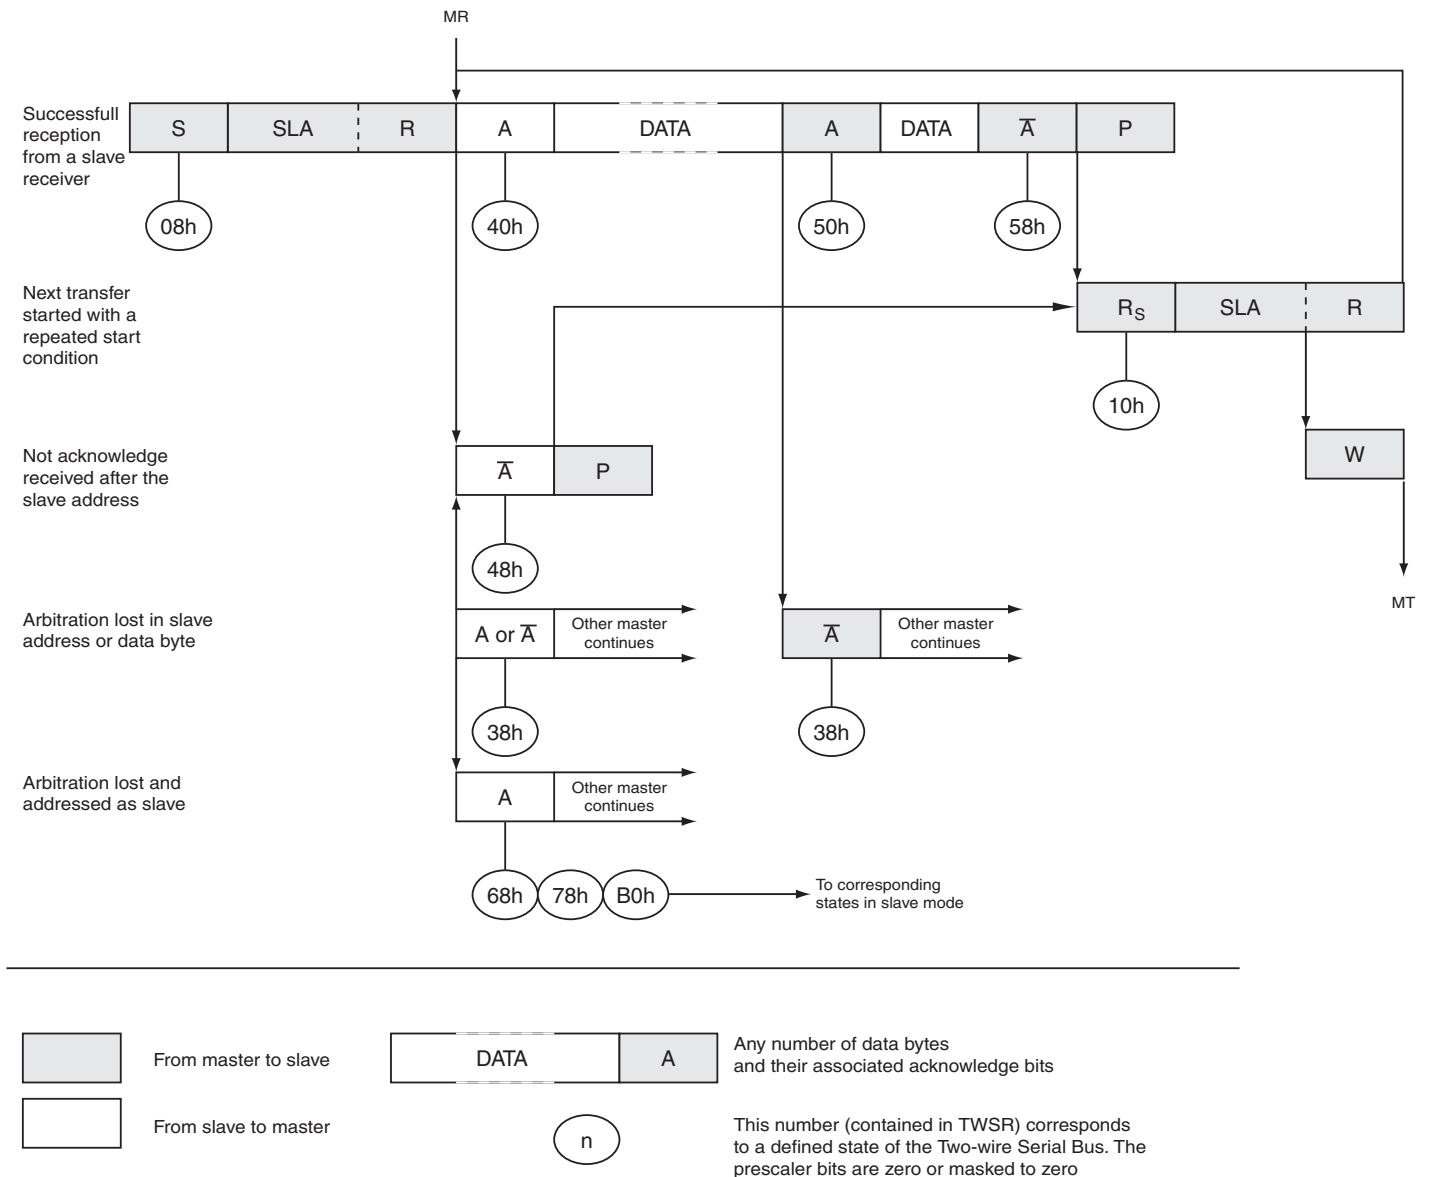 MR
Successfull
reception
from a slave
receiver
S SLA R A DATA A DATA A̅ P
08h 40h 50h 58h
Next transfer
started with a
repeated start
condition
RS SLA R
10h
Not acknowledge
received after the
slave address
A̅ P
W
48h
MT
Arbitration lost in slave
address or data byte
A or A̅
Other master
continues
A̅
Other master
continues
38h 38h
Arbitration lost and
addressed as slave
A
Other master
continues
68h 78h B0h
To corresponding
states in slave mode
From master to slave
DATA A
Any number of data bytes
and their associated acknowledge bits
From slave to master
n
This number (contained in TWSR) corresponds
to a defined state of the Two-wire Serial Bus. The
prescaler bits are zero or masked to zero